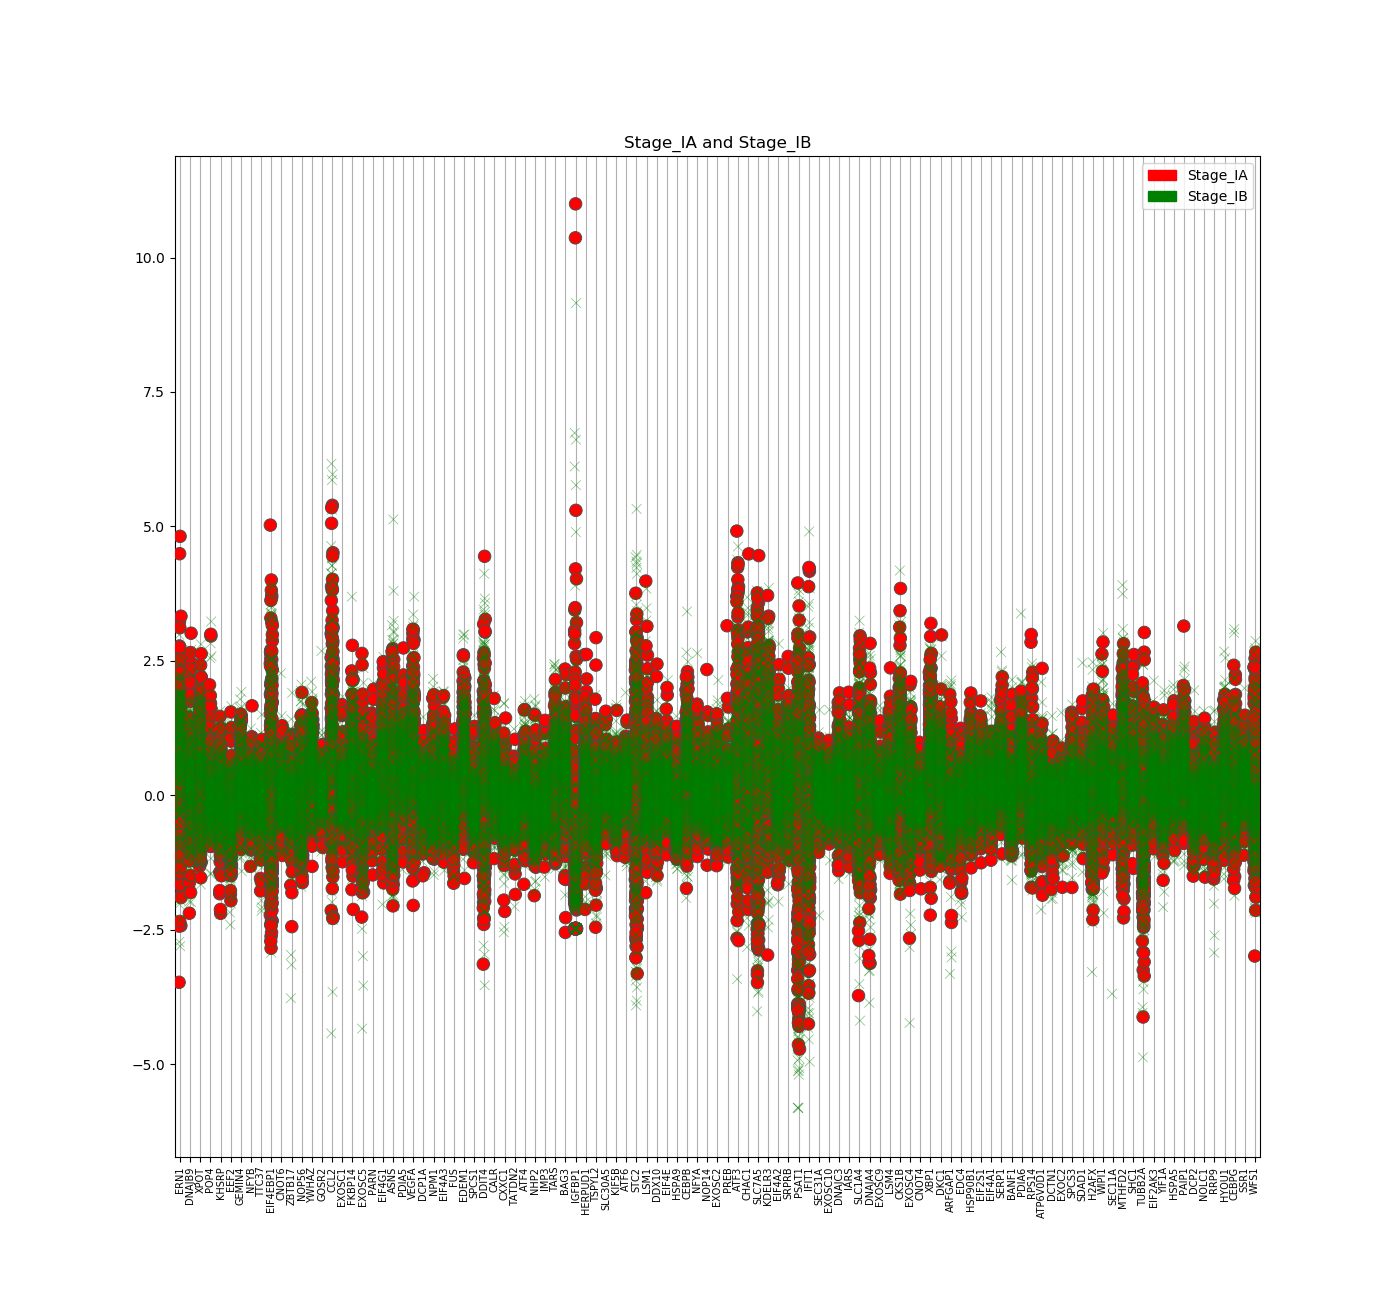 Stage_IA and Stage_IB
Stage_IA
Stage_IB
10.0
7.5
5.0
2.5
0.0
−2.5
−5.0
ERN1
DNAJB9
XPOT
POP4
KHSRP
EEF2
GEMIN4
NFYB
TTC37
EIF4EBP1
CNOT6
ZBTB17
NOP56
YWHAZ
GOSR2
CCL2
EXOSC1
FKBP14
EXOSC5
PARN
EIF4G1
ASNS
PDIA5
VEGFA
DCP1A
NPM1
EIF4A3
FUS
EDEM1
SPCS1
DDIT4
CALR
CXXC1
TATDN2
ATF4
NHP2
IMP3
TARS
BAG3
IGFBP1
HERPUD1
TSPYL2
SLC30A5
KIF5B
ATF6
STC2
LSM1
DDX10
EIF4E
HSPA9
CEBPB
NFYA
NOP14
EXOSC2
PREB
ATF3
CHAC1
SLC7A5
KDELR3
EIF4A2
SRPRB
PSAT1
IFIT1
SEC31A
EXOSC10
DNAJC3
IARS
SLC1A4
DNAJA4
EXOSC9
LSM4
CKS1B
EXOSC4
CNOT4
XBP1
DKC1
ARFGAP1
EDC4
HSP90B1
EIF2S1
EIF4A1
SERP1
BANF1
PDIA6
RPS14
ATP6V0D1
DCTN1
EXOC2
SPCS3
SDAD1
H2AFX
WIPI1
SEC11A
MTHFD2
SHC1
TUBB2A
EIF2AK3
YIF1A
HSPA5
PAIP1
DCP2
NOLC1
RRP9
HYOU1
CEBPG
SSR1
WFS1